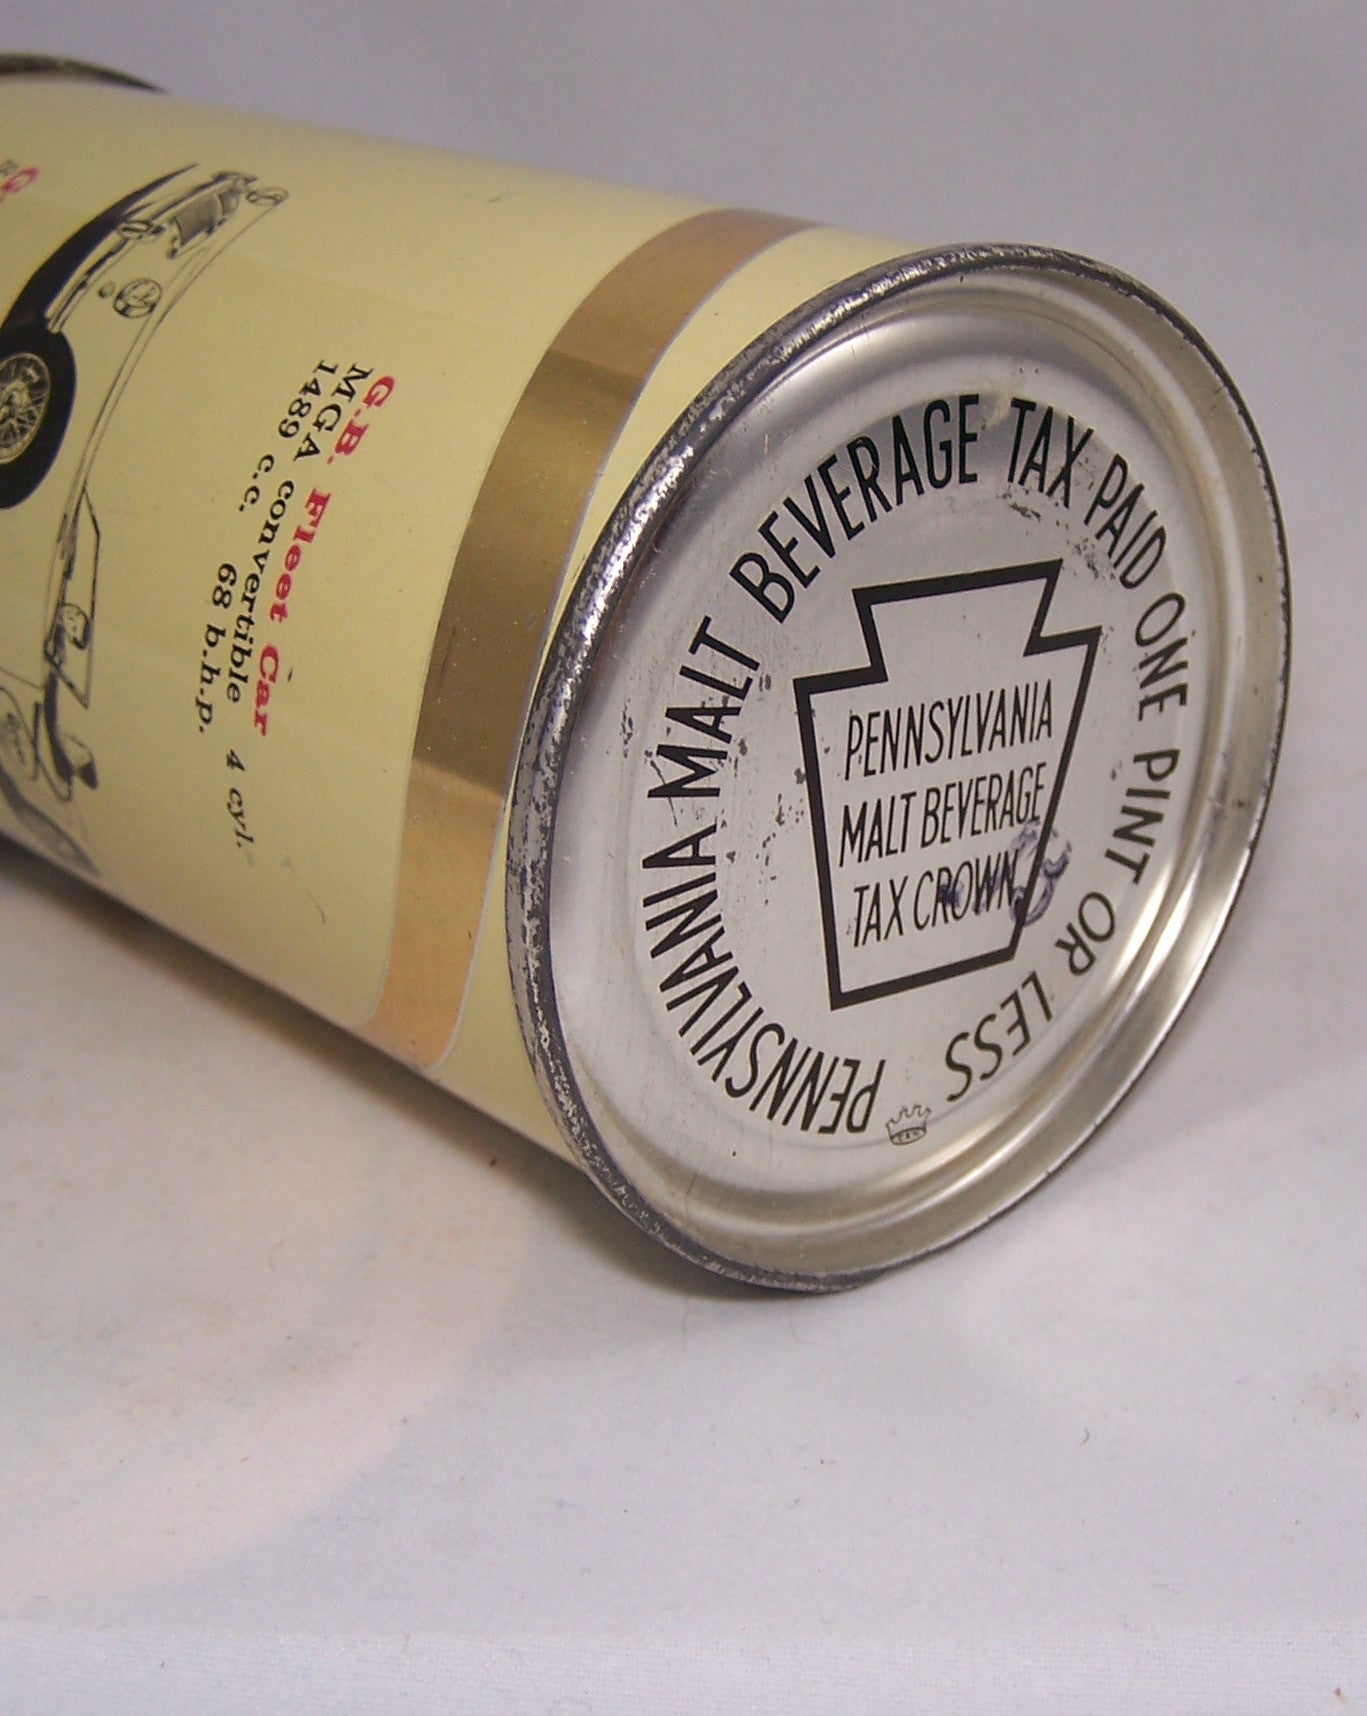 G.B. Fleet Car
MGA convertible 4 cyl.
1489 c.c. 68 b.h.p.
PENNSYLVANIA MALT BEVERAGE TAX PAID ONE PINT OR LESS
PENNSYLVANIA
MALT BEVERAGE
TAX CROWN